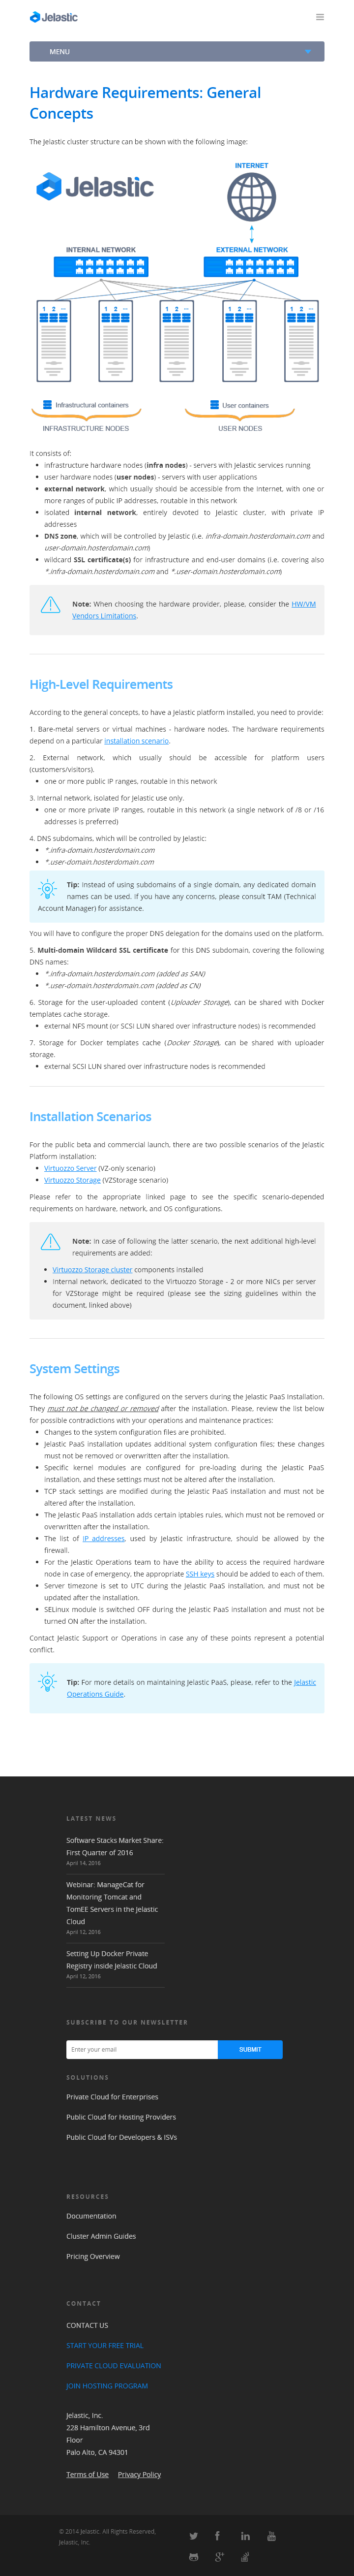 Jelastic
MENU
Hardware Requirements: General
Concepts
The Jelastic cluster structure can be shown with the following image:
INTERNET
Jelastic
INTERNAL NETWORK
EXTERNAL NETWORK
1 2 ...
1 2 ...
1 2 ...
1 2 ...
1 2 ...
Infrastructural containers
User containers
INFRASTRUCTURE NODES
USER NODES
It consists of:
infrastructure hardware nodes (infra nodes) - servers with Jelastic services running
user hardware nodes (user nodes) - servers with user applications
external network, which usually should be accessible from the internet, with one or
more ranges of public IP addresses, routable in this network
isolated internal network, entirely devoted to Jelastic cluster, with private IP
addresses
DNS zone, which will be controlled by Jelastic (i.e. infra-domain.hosterdomain.com and
user-domain.hosterdomain.com)
wildcard SSL certificate(s) for infrastructure and end-user domains (i.e. covering also
*.infra-domain.hosterdomain.com and *.user-domain.hosterdomain.com)
Note: When choosing the hardware provider, please, consider the HW/VM
Vendors Limitations.
High-Level Requirements
According to the general concepts, to have a Jelastic platform installed, you need to provide:
1. Bare-metal servers or virtual machines - hardware nodes. The hardware requirements
depend on a particular installation scenario.
2. External network, which usually should be accessible for platform users
(customers/visitors).
one or more public IP ranges, routable in this network
3. Internal network, isolated for Jelastic use only.
one or more private IP ranges, routable in this network (a single network of /8 or /16
addresses is preferred)
4. DNS subdomains, which will be controlled by Jelastic:
*.infra-domain.hosterdomain.com
*.user-domain.hosterdomain.com
Tip: Instead of using subdomains of a single domain, any dedicated domain
names can be used. If you have any concerns, please consult TAM (Technical
Account Manager) for assistance.
You will have to configure the proper DNS delegation for the domains used on the platform.
5. Multi-domain Wildcard SSL certificate for this DNS subdomain, covering the following
DNS names:
*.infra-domain.hosterdomain.com (added as SAN)
*.user-domain.hosterdomain.com (added as CN)
6. Storage for the user-uploaded content (Uploader Storage), can be shared with Docker
templates cache storage.
external NFS mount (or SCSI LUN shared over infrastructure nodes) is recommended
7. Storage for Docker templates cache (Docker Storage), can be shared with uploader
storage.
external SCSI LUN shared over infrastructure nodes is recommended
Installation Scenarios
For the public beta and commercial launch, there are two possible scenarios of the Jelastic
Platform installation:
Virtuozzo Server (VZ-only scenario)
Virtuozzo Storage (VZStorage scenario)
Please refer to the appropriate linked page to see the specific scenario-depended
requirements on hardware, network, and OS configurations.
Note: In case of following the latter scenario, the next additional high-level
requirements are added:
Virtuozzo Storage cluster components installed
Internal network, dedicated to the Virtuozzo Storage - 2 or more NICs per server
for VZStorage might be required (please see the sizing guidelines within the
document, linked above)
System Settings
The following OS settings are configured on the servers during the Jelastic PaaS Installation.
They must not be changed or removed after the installation. Please, review the list below
for possible contradictions with your operations and maintenance practices:
Changes to the system configuration files are prohibited.
Jelastic PaaS installation updates additional system configuration files: these changes
must not be removed or overwritten after the installation.
Specific kernel modules are configured for pre-loading during the Jelastic PaaS
installation, and these settings must not be altered after the installation.
TCP stack settings are modified during the Jelastic PaaS installation and must not be
altered after the installation.
The Jelastic PaaS installation adds certain iptables rules, which must not be removed or
overwritten after the installation.
The list of IP addresses, used by Jelastic infrastructure, should be allowed by the
firewall.
For the Jelastic Operations team to have the ability to access the required hardware
node in case of emergency, the appropriate SSH keys should be added to each of them.
Server timezone is set to UTC during the Jelastic PaaS installation, and must not be
updated after the installation.
SELinux module is switched OFF during the Jelastic PaaS installation and must not be
turned ON after the installation.
Contact Jelastic Support or Operations in case any of these points represent a potential
conflict.
Tip: For more details on maintaining Jelastic PaaS, please, refer to the Jelastic
Operations Guide.
LATEST NEWS
Software Stacks Market Share:
First Quarter of 2016
April 14, 2016
Webinar: ManageCat for
Monitoring Tomcat and
TomEE Servers in the Jelastic
Cloud
April 12, 2016
Setting Up Docker Private
Registry inside Jelastic Cloud
April 12, 2016
SUBSCRIBE TO OUR NEWSLETTER
Enter your email
SUBMIT
SOLUTIONS
Private Cloud for Enterprises
Public Cloud for Hosting Providers
Public Cloud for Developers & ISVs
RESOURCES
Documentation
Cluster Admin Guides
Pricing Overview
CONTACT
CONTACT US
START YOUR FREE TRIAL
PRIVATE CLOUD EVALUATION
JOIN HOSTING PROGRAM
Jelastic, Inc.
228 Hamilton Avenue, 3rd
Floor
Palo Alto, CA 94301
Terms of Use Privacy Policy
© 2014 Jelastic. All Rights Reserved.
Jelastic, Inc.